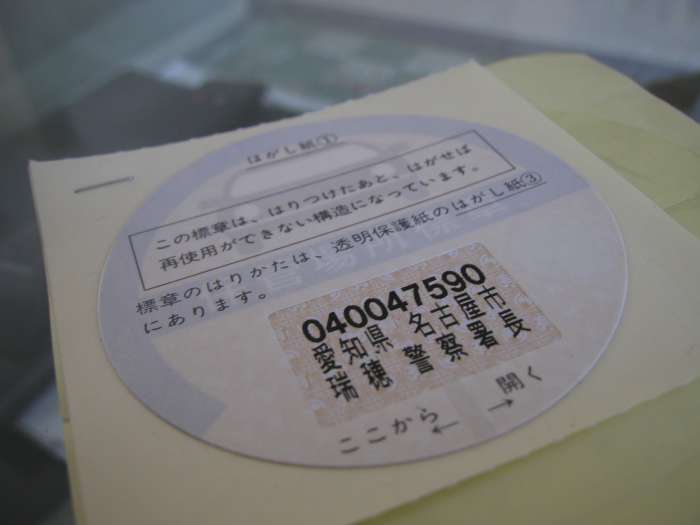 はがし紙①
この標章は、はりつけたあと、はがせば
再使用ができない構造になっています。
標章のはりかたは、透明保護紙のはがし紙③
にあります。
040047590
愛知県 名古屋市
瑞穂 警察署長
ここから 開く
← →